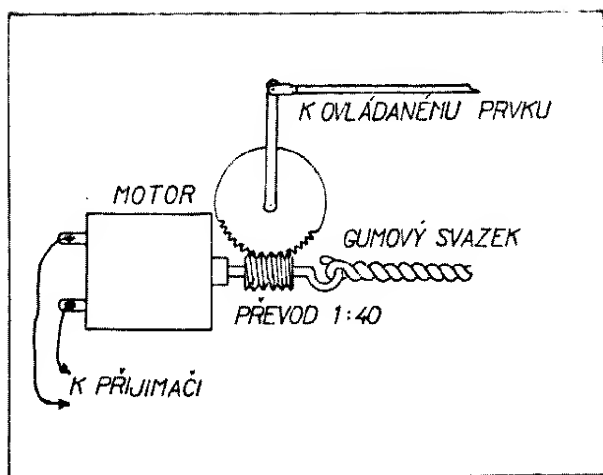 K OVLÁDANÉMU PRVKU
MOTOR
GUMOVÝ SVAZEK
PŘEVOD 1:40
K PŘIJIMAČI